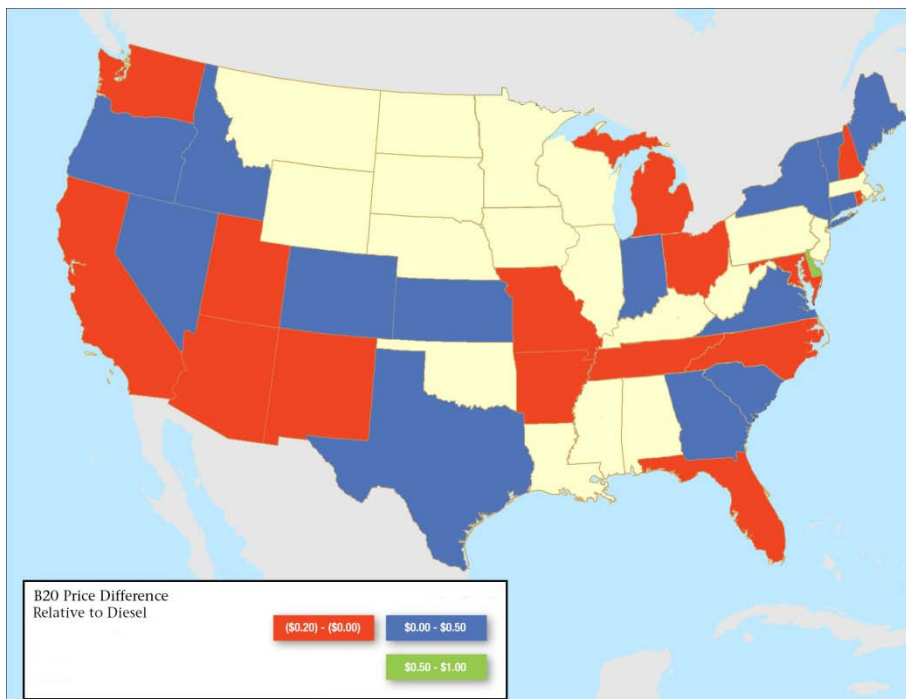 B20 Price Difference
Relative to Diesel
($0.20) - ($0.00)
$0.00 - $0.50
$0.50 - $1.00